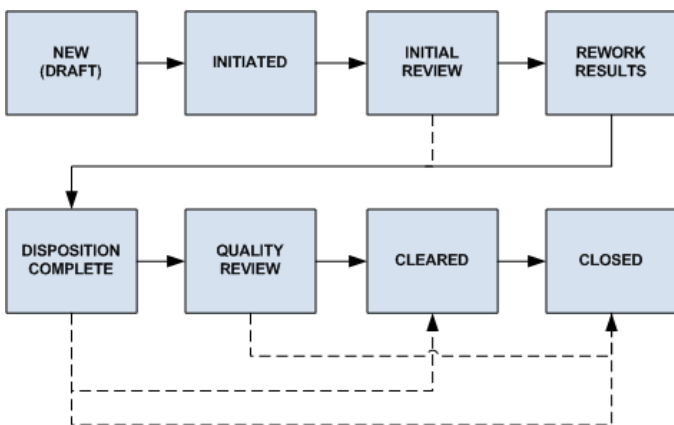 NEW
(DRAFT)
INITIATED
INITIAL
REVIEW
REWORK
RESULTS
DISPOSITION
COMPLETE
QUALITY
REVIEW
CLEARED
CLOSED